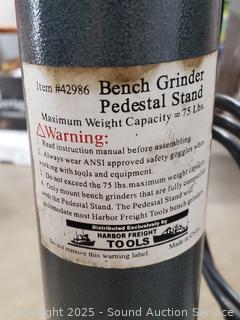 Item #42986 Bench Grinder
Pedestal Stand
Maximum Weight Capacity = 75 Lbs.
⚠Warning:
1. Read instruction manual before assembling.
2. Always wear ANSI approved safety goggles when
working with tools and equipment.
3. Do not exceed the 75 lbs. maximum weight capacity
4. Only mount bench grinders that are fully compatible
with the Pedestal Stand. The Pedestal Stand will
accomodate most Harbor Freight Tools bench grinders.
Distributed Exclusively by
HARBOR FREIGHT
TOOLS
Do not remove this warning label.
Made in China
Copyright 2025 - Sound Auction Service